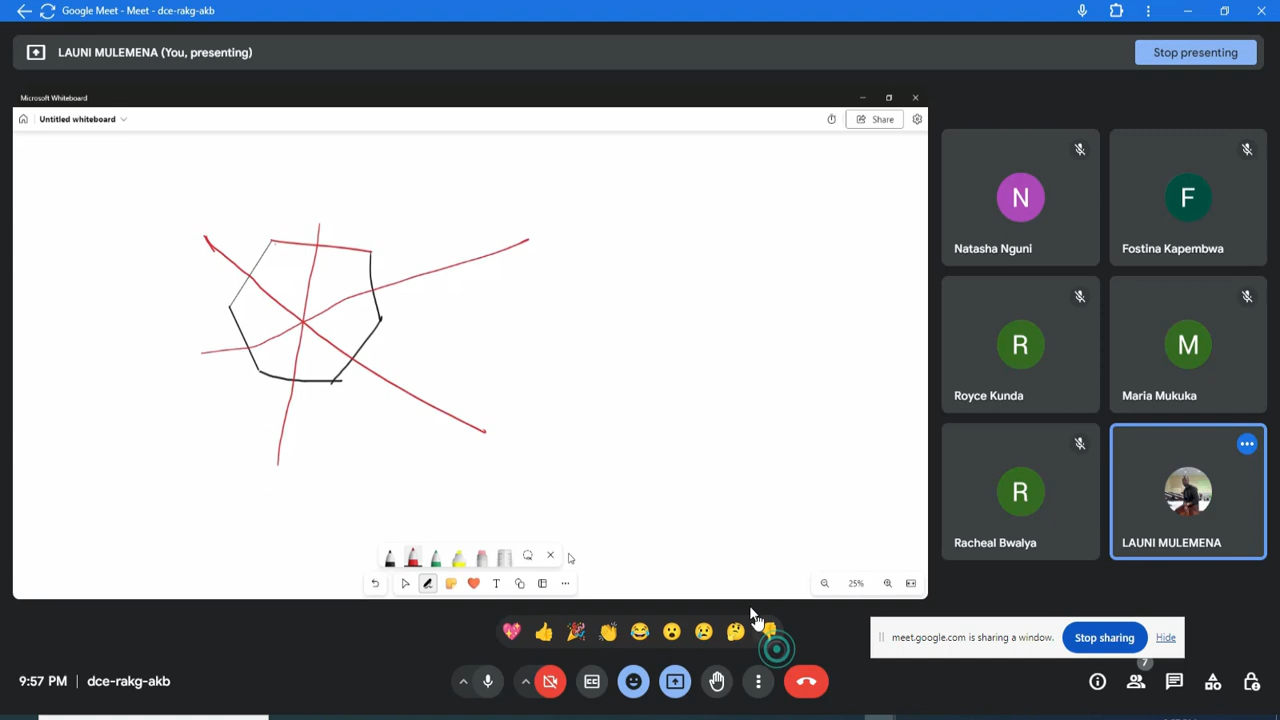 Google Meet - Meet - dce-rakg-akb
LAUNI MULEMENA (You, presenting)
Stop presenting
Microsoft Whiteboard
Untitled whiteboard
Share
N
Natasha Nguni
F
Fostina Kapembwa
R
Royce Kunda
M
Maria Mukuka
R
Racheal Bwalya
LAUNI MULEMENA
T
25%
meet.google.com is sharing a window.
Stop sharing
Hide
9:57 PM
dce-rakg-akb
7